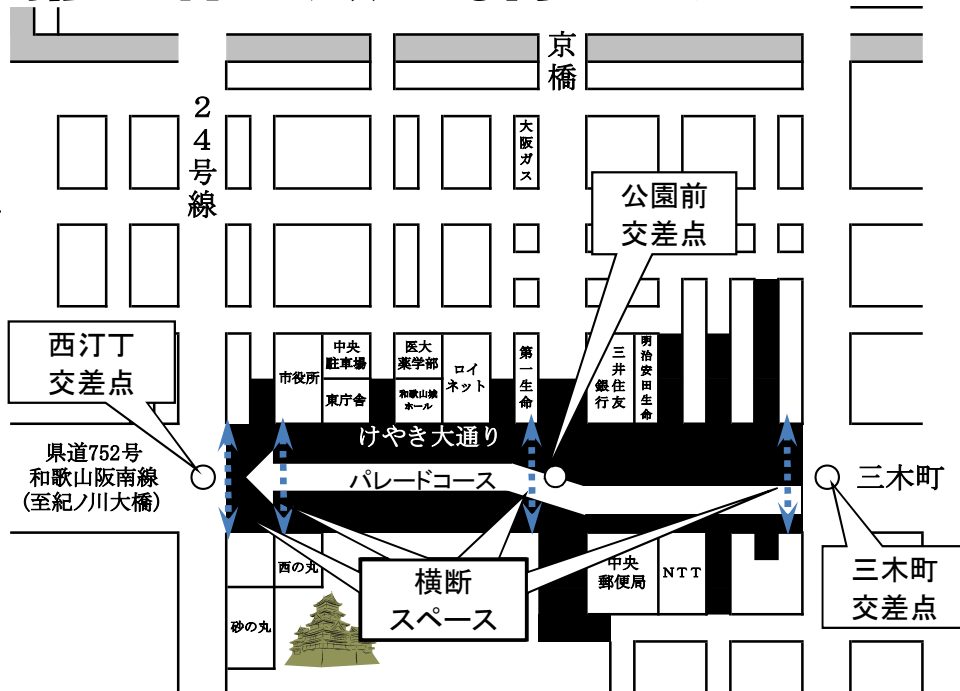 京橋
24号線
大阪ガス
公園前
交差点
西汀丁
交差点
市役所
中央
駐車場
東庁舎
医大
薬学部
和歌山城
ホール
ロイ
ネット
第一生命
三井住友
銀行
明治安田生命
けやき大通り
県道752号
和歌山阪南線
(至紀ノ川大橋)
パレードコース
三木町
西の丸
砂の丸
横断
スペース
中央
郵便局
NTT
三木町
交差点